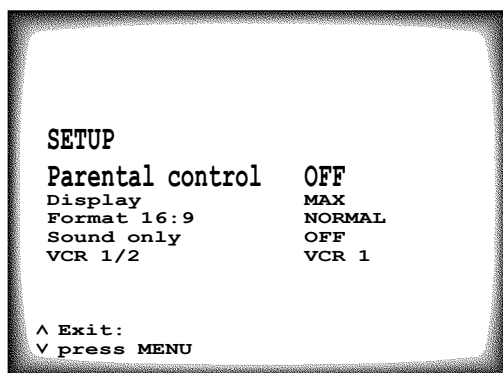 SETUP
Parental control OFF
Display MAX
Format 16:9 NORMAL
Sound only OFF
VCR 1/2 VCR 1
∧ Exit:
∨ press MENU